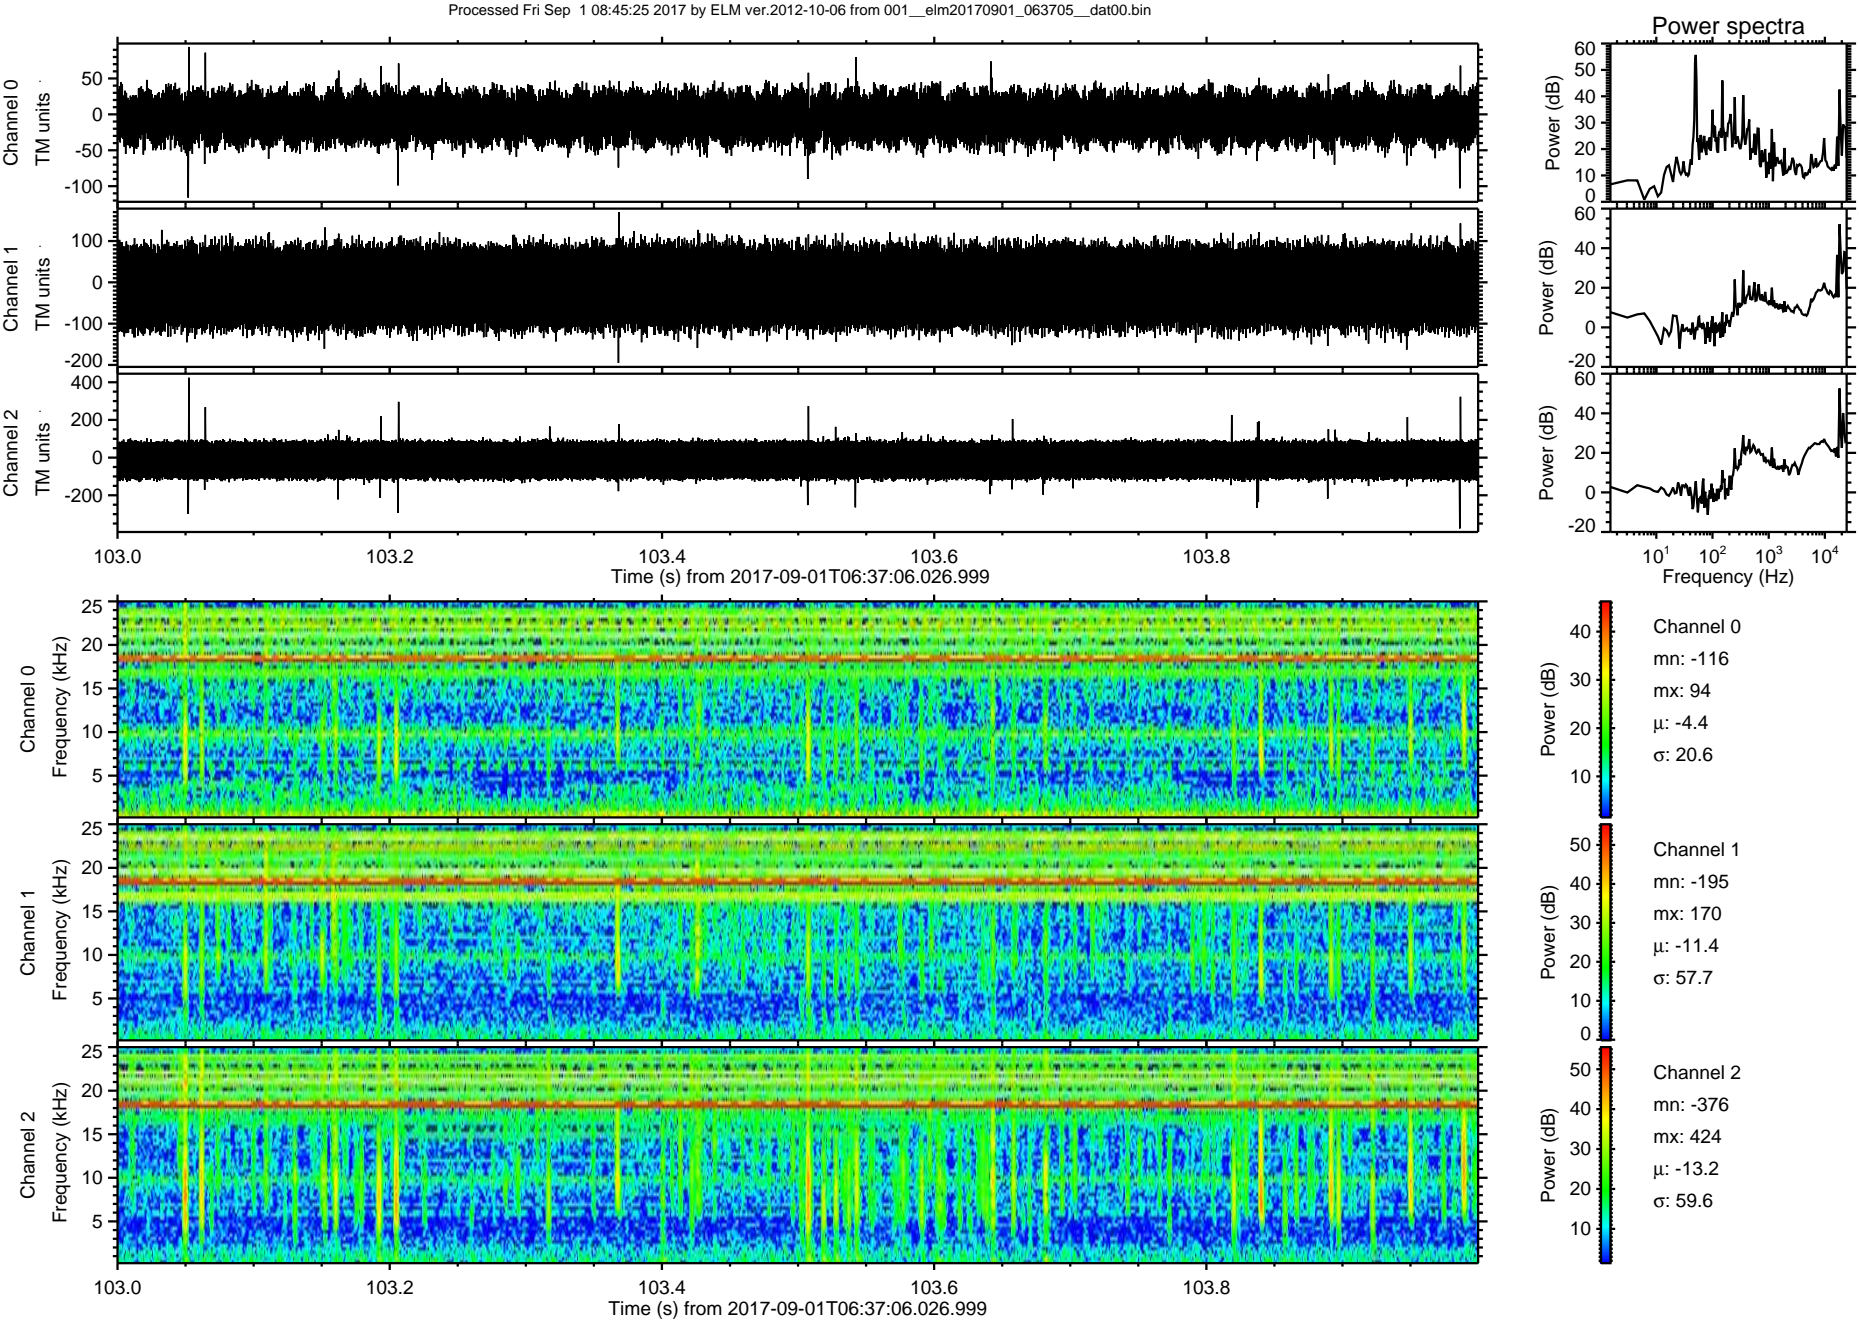 Processed Fri Sep  1 08:45:25 2017 by ELM ver.2012-10-06 from 001__elm20170901_063705__dat00.bin
Power spectra
Channel 0
TM units
50
0
-50
-100
Power (dB)
60
50
40
30
20
10
0
Channel 1
TM units
100
0
-100
-200
Power (dB)
60
40
20
0
-20
Channel 2
TM units
400
200
0
-200
Power (dB)
60
40
20
0
-20
103.0 103.2 103.4 103.6 103.8
Time (s) from 2017-09-01T06:37:06.026.999
10¹ 10² 10³ 10⁴
Frequency (Hz)
Channel 0
Frequency (kHz)
25
20
15
10
5
Power (dB)
40
30
20
10
Channel 0
mn: -116
mx: 94
μ: -4.4
σ: 20.6
Channel 1
Frequency (kHz)
25
20
15
10
5
Power (dB)
50
40
30
20
10
0
Channel 1
mn: -195
mx: 170
μ: -11.4
σ: 57.7
Channel 2
Frequency (kHz)
25
20
15
10
5
Power (dB)
50
40
30
20
10
Channel 2
mn: -376
mx: 424
μ: -13.2
σ: 59.6
103.0 103.2 103.4 103.6 103.8
Time (s) from 2017-09-01T06:37:06.026.999